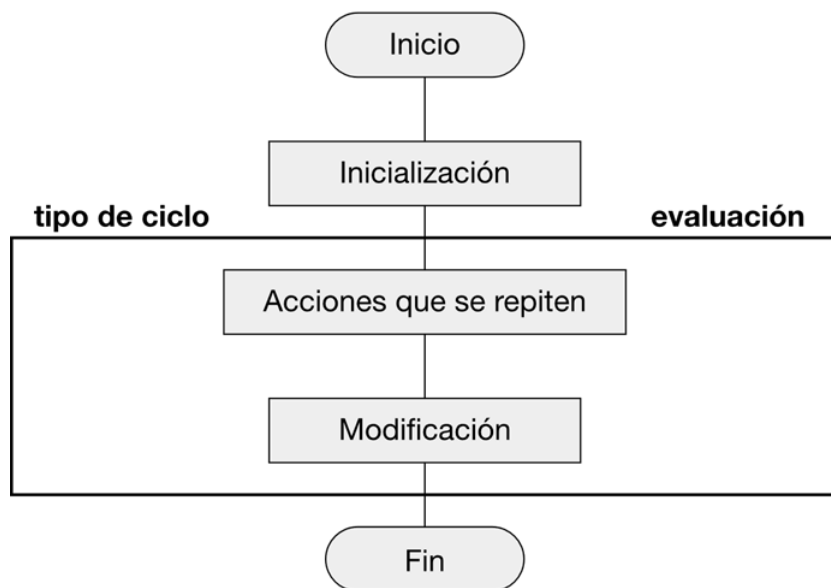 Inicio
Inicialización
tipo de ciclo
evaluación
Acciones que se repiten
Modificación
Fin